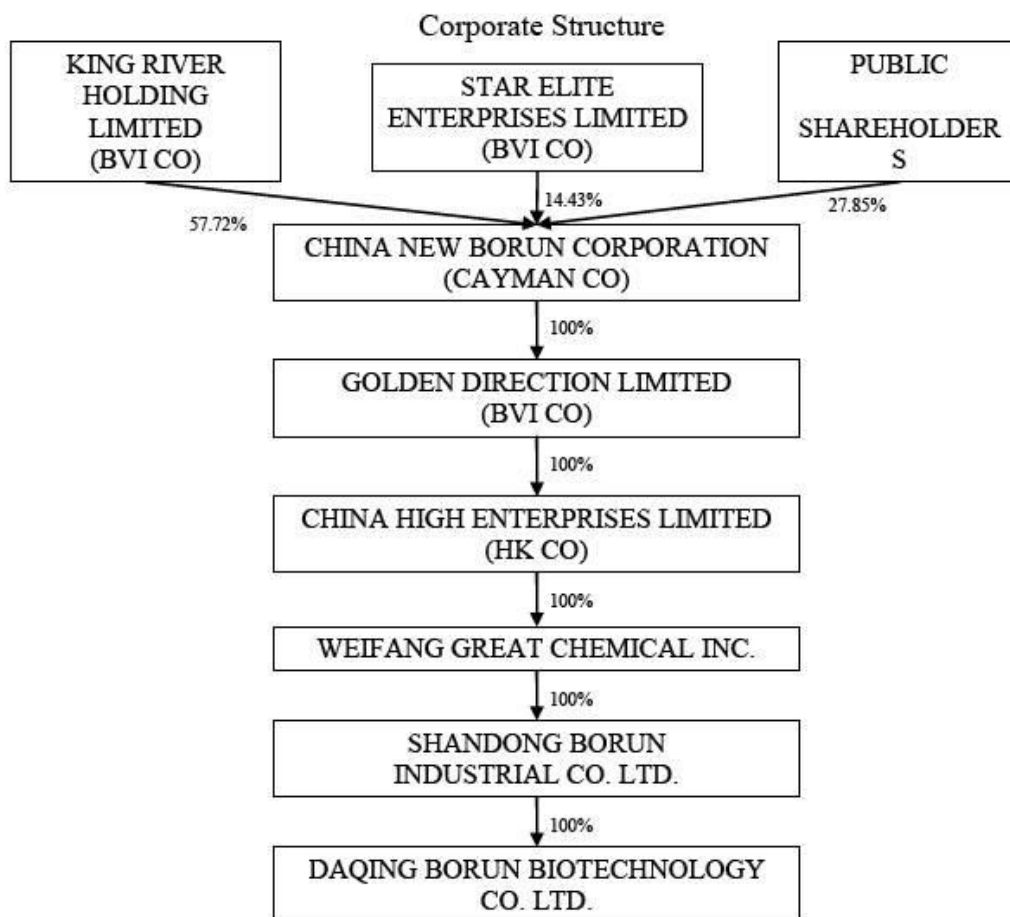 Corporate Structure
KING RIVER
HOLDING
LIMITED
(BVI CO)
STAR ELITE
ENTERPRISES LIMITED
(BVI CO)
PUBLIC
SHAREHOLDER
S
57.72%
14.43%
27.85%
CHINA NEW BORUN CORPORATION
(CAYMAN CO)
100%
GOLDEN DIRECTION LIMITED
(BVI CO)
100%
CHINA HIGH ENTERPRISES LIMITED
(HK CO)
100%
WEIFANG GREAT CHEMICAL INC.
100%
SHANDONG BORUN
INDUSTRIAL CO. LTD.
100%
DAQING BORUN BIOTECHNOLOGY
CO. LTD.